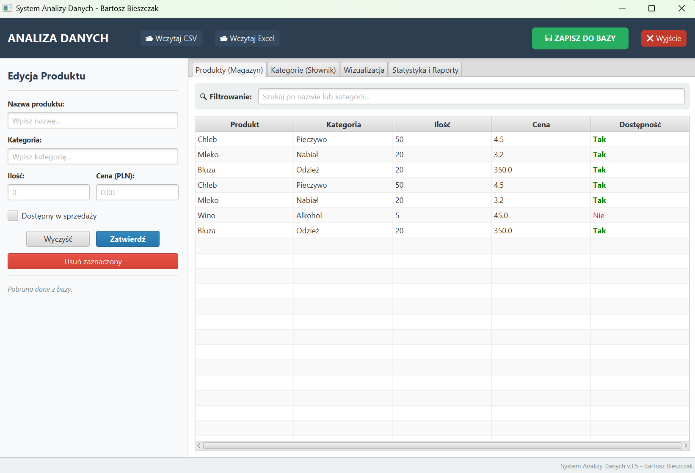 System Analizy Danych - Bartosz Bieszczak
ANALIZA DANYCH
Wczytaj CSV
Wczytaj Excel
ZAPISZ DO BAZY
Wyjście
Edycja Produktu
Nazwa produktu:
Wpisz nazwę...
Kategoria:
Wpisz kategorię...
Ilość: Cena (PLN):
0 0.00
Dostępny w sprzedaży
Wyczyść Zatwierdź
Usuń zaznaczony
Pobrano dane z bazy.
Produkty (Magazyn) Kategorie (Słownik) Wizualizacja Statystyka i Raporty
Filtrowanie: Szukaj po nazwie lub kategorii...
Produkt Kategoria Ilość Cena Dostępność
Chleb Pieczywo 50 4.5 Tak
Mleko Nabiał 20 3.2 Tak
Bluza Odzież 20 350.0 Tak
Chleb Pieczywo 50 4.5 Tak
Mleko Nabiał 20 3.2 Tak
Wino Alkohol 5 45.0 Nie
Bluza Odzież 20 350.0 Tak
System Analizy Danych v3.5 - Bartosz Bieszczak